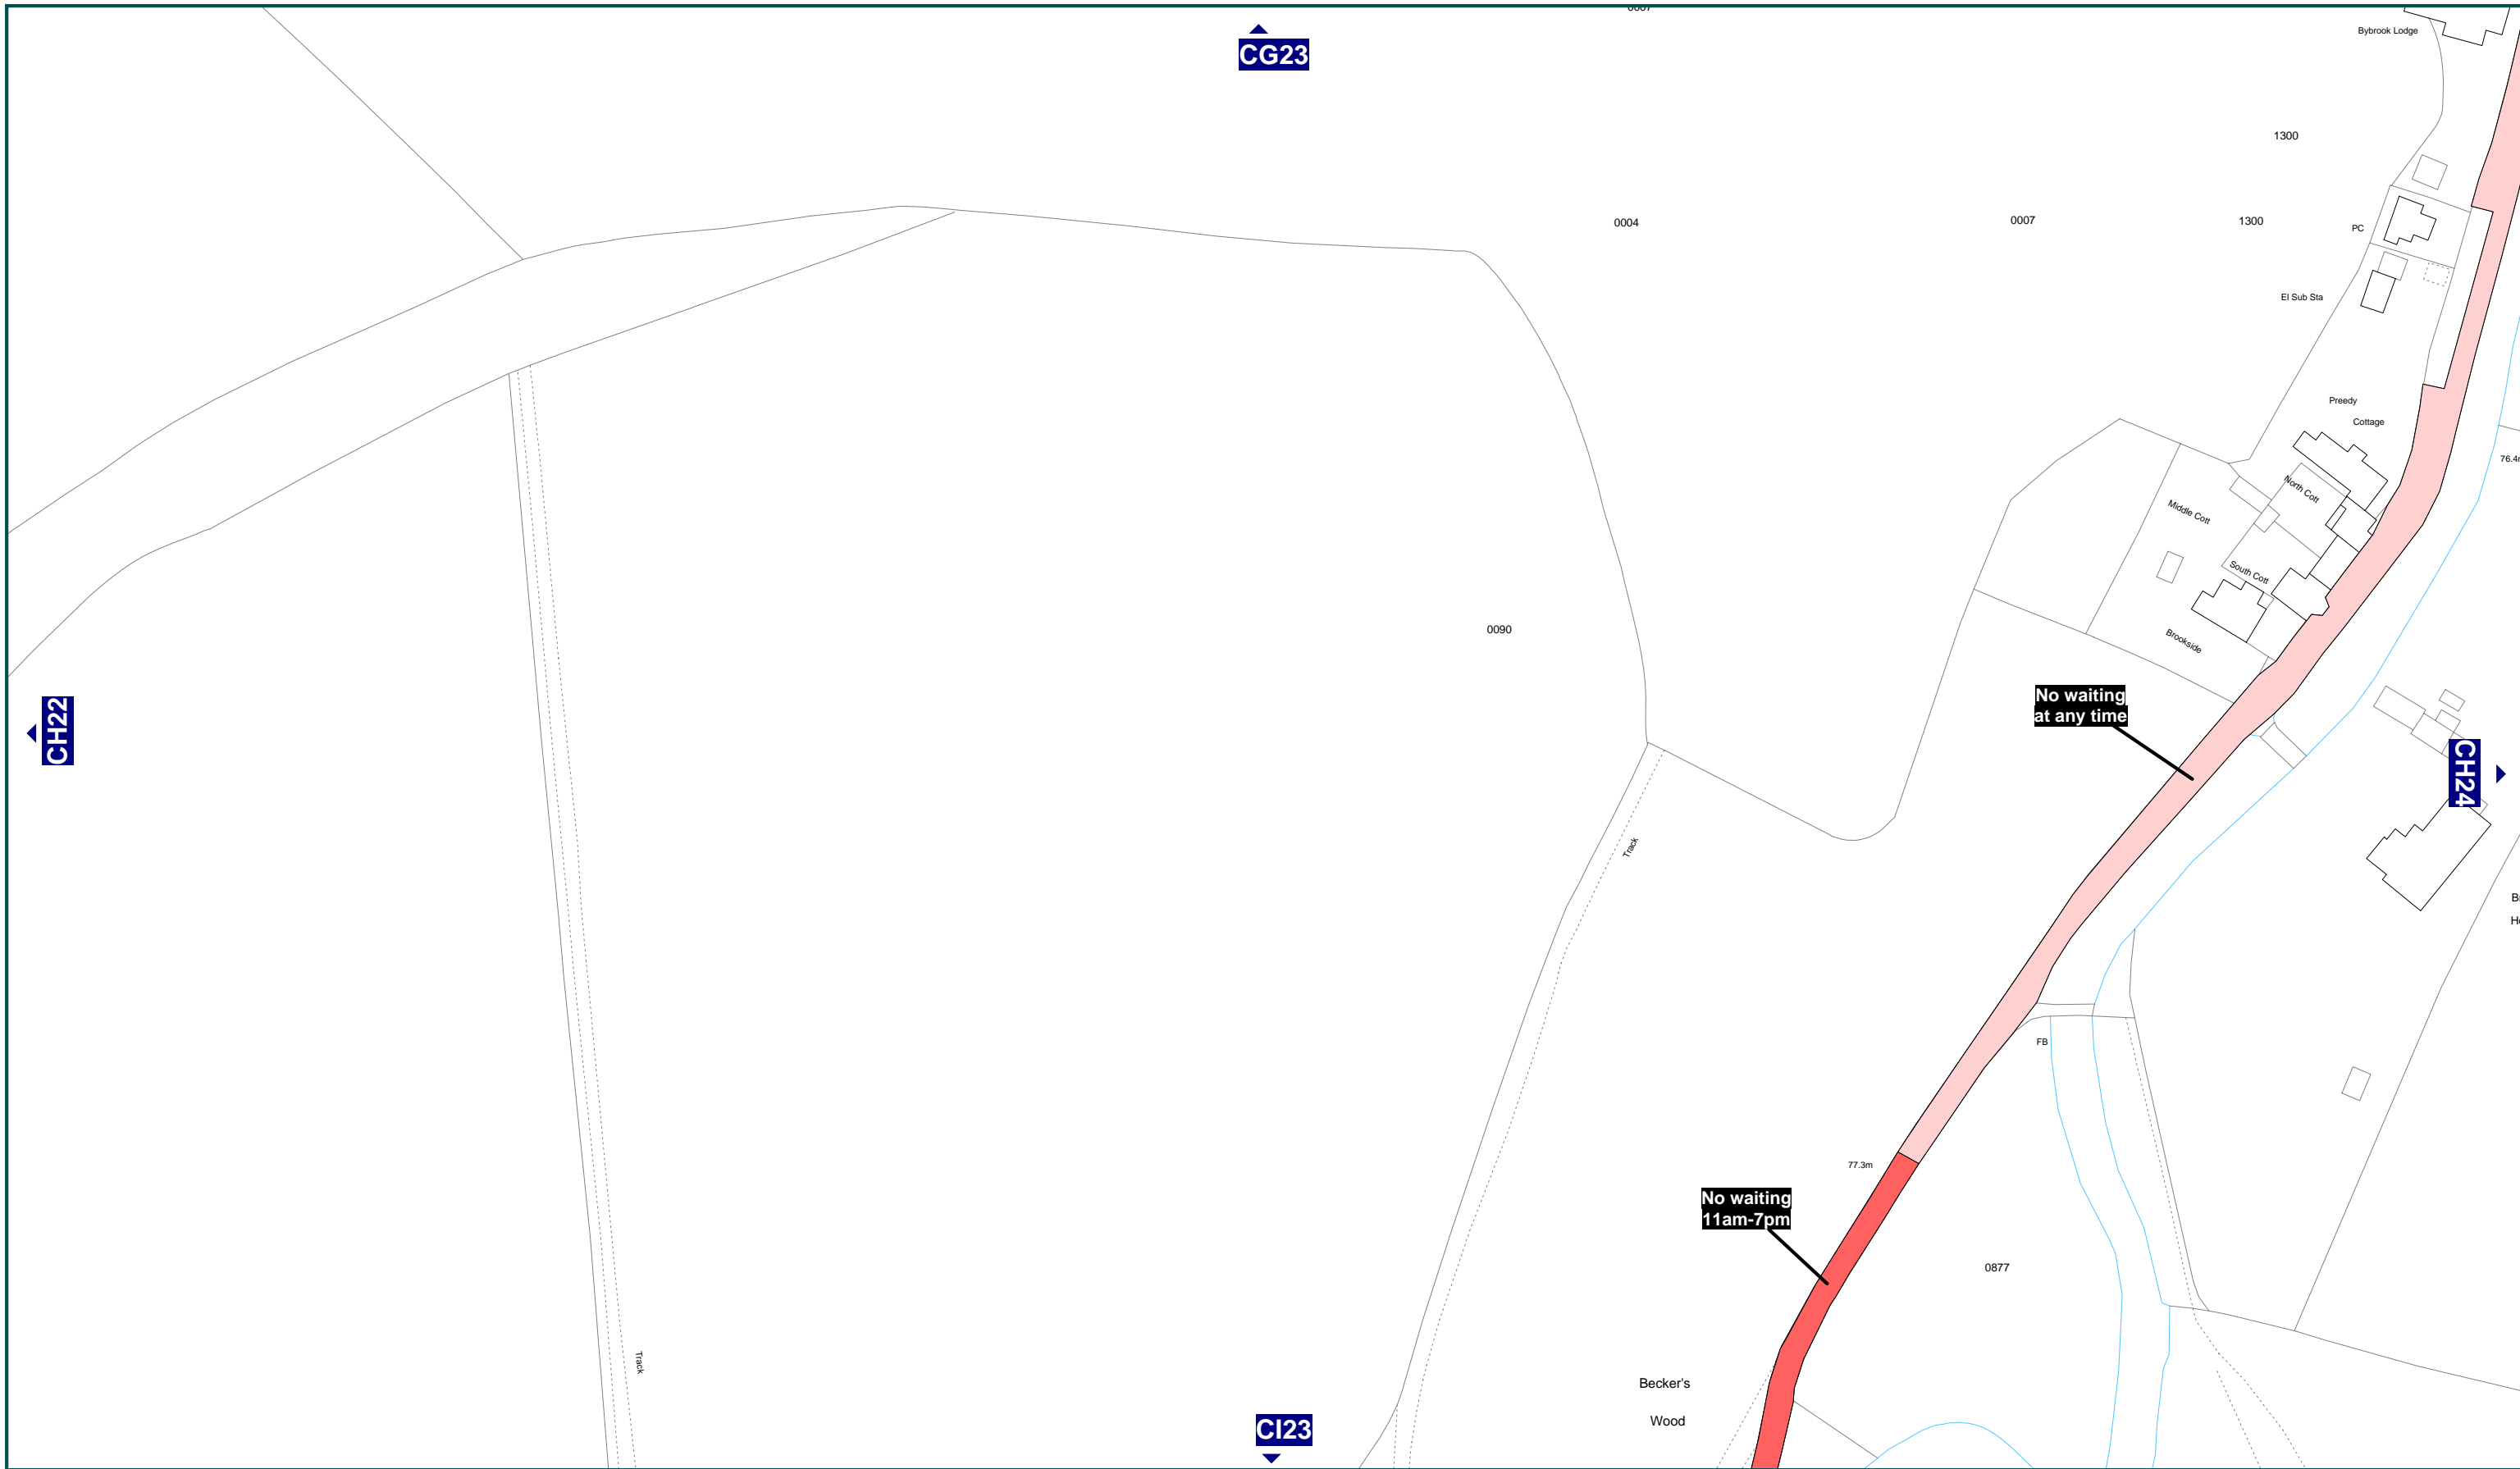 0007
Bybrook Lodge
CG23
1300
0004
0007
1300
PC
El Sub Sta
Preedy
Cottage
76.4m
North Cott
Middle Cott
South Cott
0090
Brookside
No waiting
at any time
CH22
CH24
Track
FB
77.3m
No waiting
11am-7pm
0877
Track
Becker's
Wood
CI23